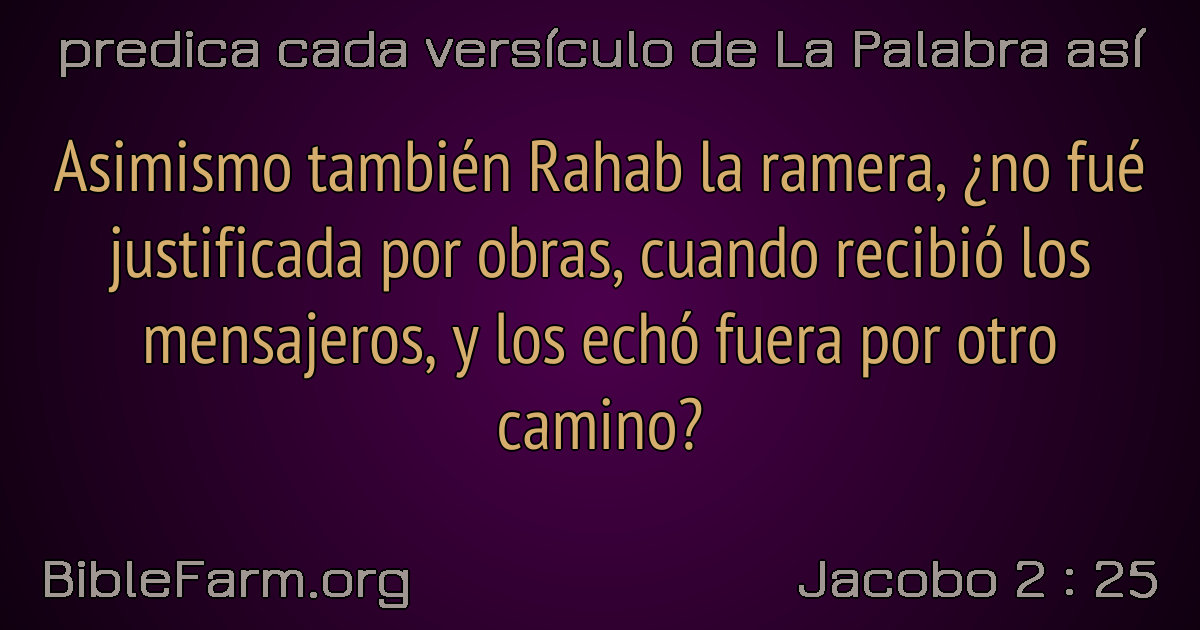 predica cada versículo de La Palabra así
Asimismo también Rahab la ramera, ¿no fué
justificada por obras, cuando recibió los
mensajeros, y los echó fuera por otro
camino?
BibleFarm.org
Jacobo 2 : 25